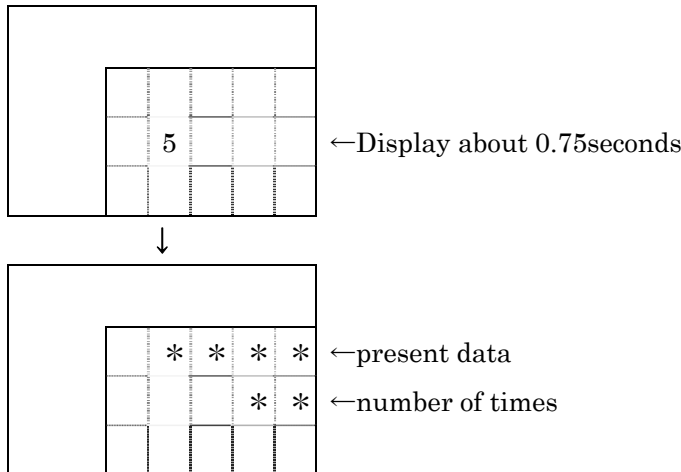 5 ←Display about 0.75seconds
↓
* * * * ←present data
* * ←number of times